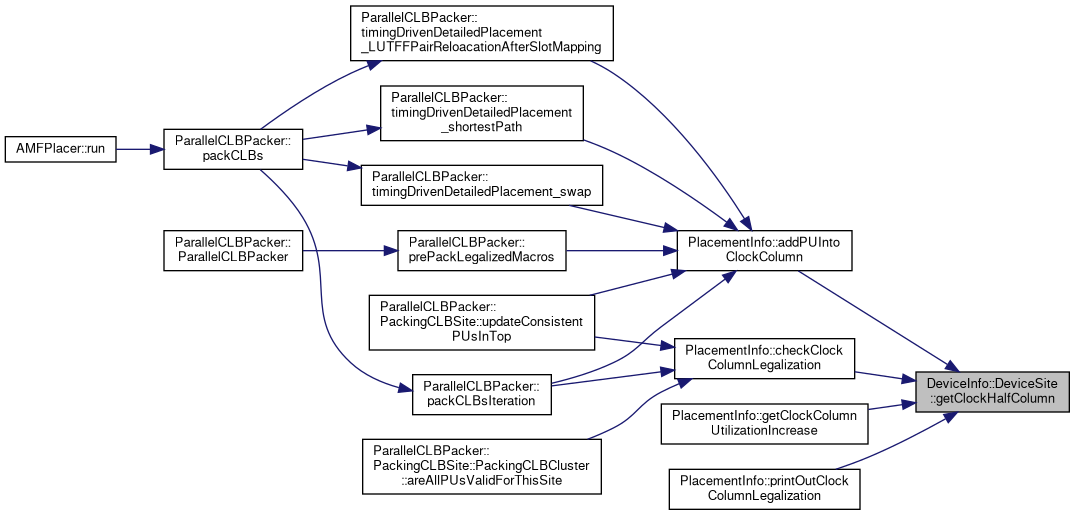 ParallelCLBPacker::
timingDrivenDetailedPlacement
_LUTFFPairReloacationAfterSlotMapping
ParallelCLBPacker::
timingDrivenDetailedPlacement
_shortestPath
AMFPlacer::run
ParallelCLBPacker::
packCLBs
ParallelCLBPacker::
timingDrivenDetailedPlacement_swap
ParallelCLBPacker::
ParallelCLBPacker
ParallelCLBPacker::
prePackLegalizedMacros
PlacementInfo::addPUInto
ClockColumn
ParallelCLBPacker::
PackingCLBSite::updateConsistent
PUsInTop
PlacementInfo::checkClock
ColumnLegalization
DeviceInfo::DeviceSite
::getClockHalfColumn
ParallelCLBPacker::
packCLBsIteration
PlacementInfo::getClockColumn
UtilizationIncrease
ParallelCLBPacker::
PackingCLBSite::PackingCLBCluster
::areAllPUsValidForThisSite
PlacementInfo::printOutClock
ColumnLegalization